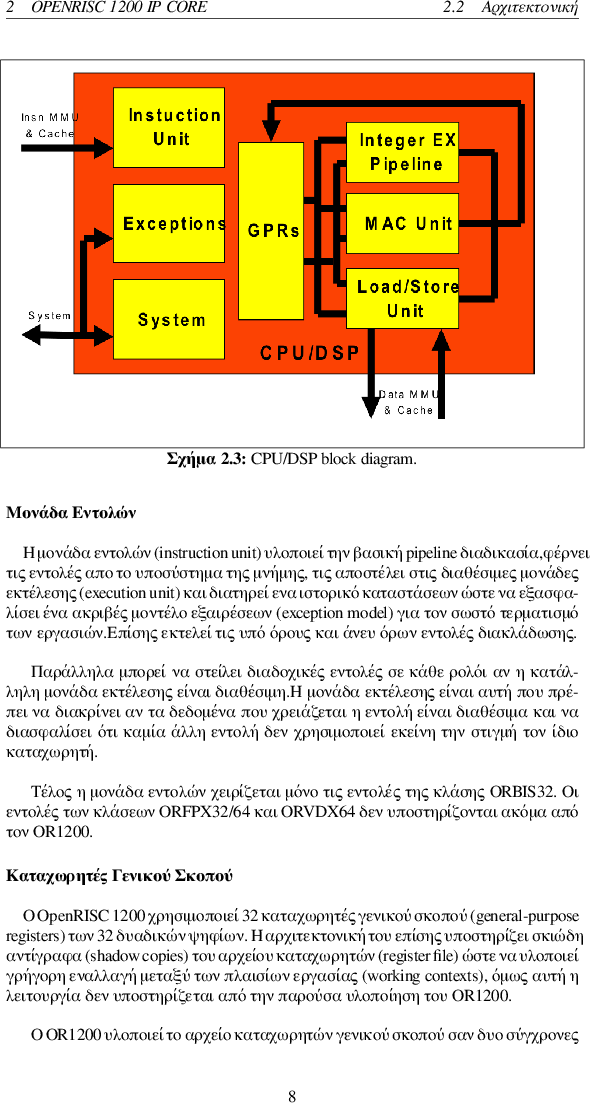 2 OPENRISC 1200 IP CORE 2.2 Αρχιτεκτονική
Insn MMU
& Cache
Instuction
Unit
Integer EX
Pipeline
Exceptions
GPRs
MAC Unit
System
System
Load/Store
Unit
CPU/DSP
Data MMU
& Cache
Σχήμα 2.3: CPU/DSP block diagram.
Μονάδα Εντολών
Η μονάδα εντολών (instruction unit) υλοποιεί την βασική pipeline διαδικασία,φέρνει
τις εντολές απο το υποσύστημα της μνήμης, τις αποστέλει στις διαθέσιμες μονάδες
εκτέλεσης (execution unit) και διατηρεί ενα ιστορικό καταστάσεων ώστε να εξασφα-
λίσει ένα ακριβές μοντέλο εξαιρέσεων (exception model) για τον σωστό τερματισμό
των εργασιών.Επίσης εκτελεί τις υπό όρους και άνευ όρων εντολές διακλάδωσης.
Παράλληλα μπορεί να στείλει διαδοχικές εντολές σε κάθε ρολόι αν η κατάλ-
ληλη μονάδα εκτέλεσης είναι διαθέσιμη.Η μονάδα εκτέλεσης είναι αυτή που πρέ-
πει να διακρίνει αν τα δεδομένα που χρειάζεται η εντολή είναι διαθέσιμα και να
διασφαλίσει ότι καμία άλλη εντολή δεν χρησιμοποιεί εκείνη την στιγμή τον ίδιο
καταχωρητή.
Τέλος η μονάδα εντολών χειρίζεται μόνο τις εντολές της κλάσης ORBIS32. Οι
εντολές των κλάσεων ORFPX32/64 και ORVDX64 δεν υποστηρίζονται ακόμα από
τον OR1200.
Καταχωρητές Γενικού Σκοπού
Ο OpenRISC 1200 χρησιμοποιεί 32 καταχωρητές γενικού σκοπού (general-purpose
registers) των 32 δυαδικών ψηφίων. Η αρχιτεκτονική του επίσης υποστηρίζει σκιώδη
αντίγραφα (shadow copies) του αρχείου καταχωρητών (register file) ώστε να υλοποιεί
γρήγορη εναλλαγή μεταξύ των πλαισίων εργασίας (working contexts), όμως αυτή η
λειτουργία δεν υποστηρίζεται από την παρούσα υλοποίηση του OR1200.
Ο OR1200 υλοποιεί το αρχείο καταχωρητών γενικού σκοπού σαν δυο σύγχρονες
8